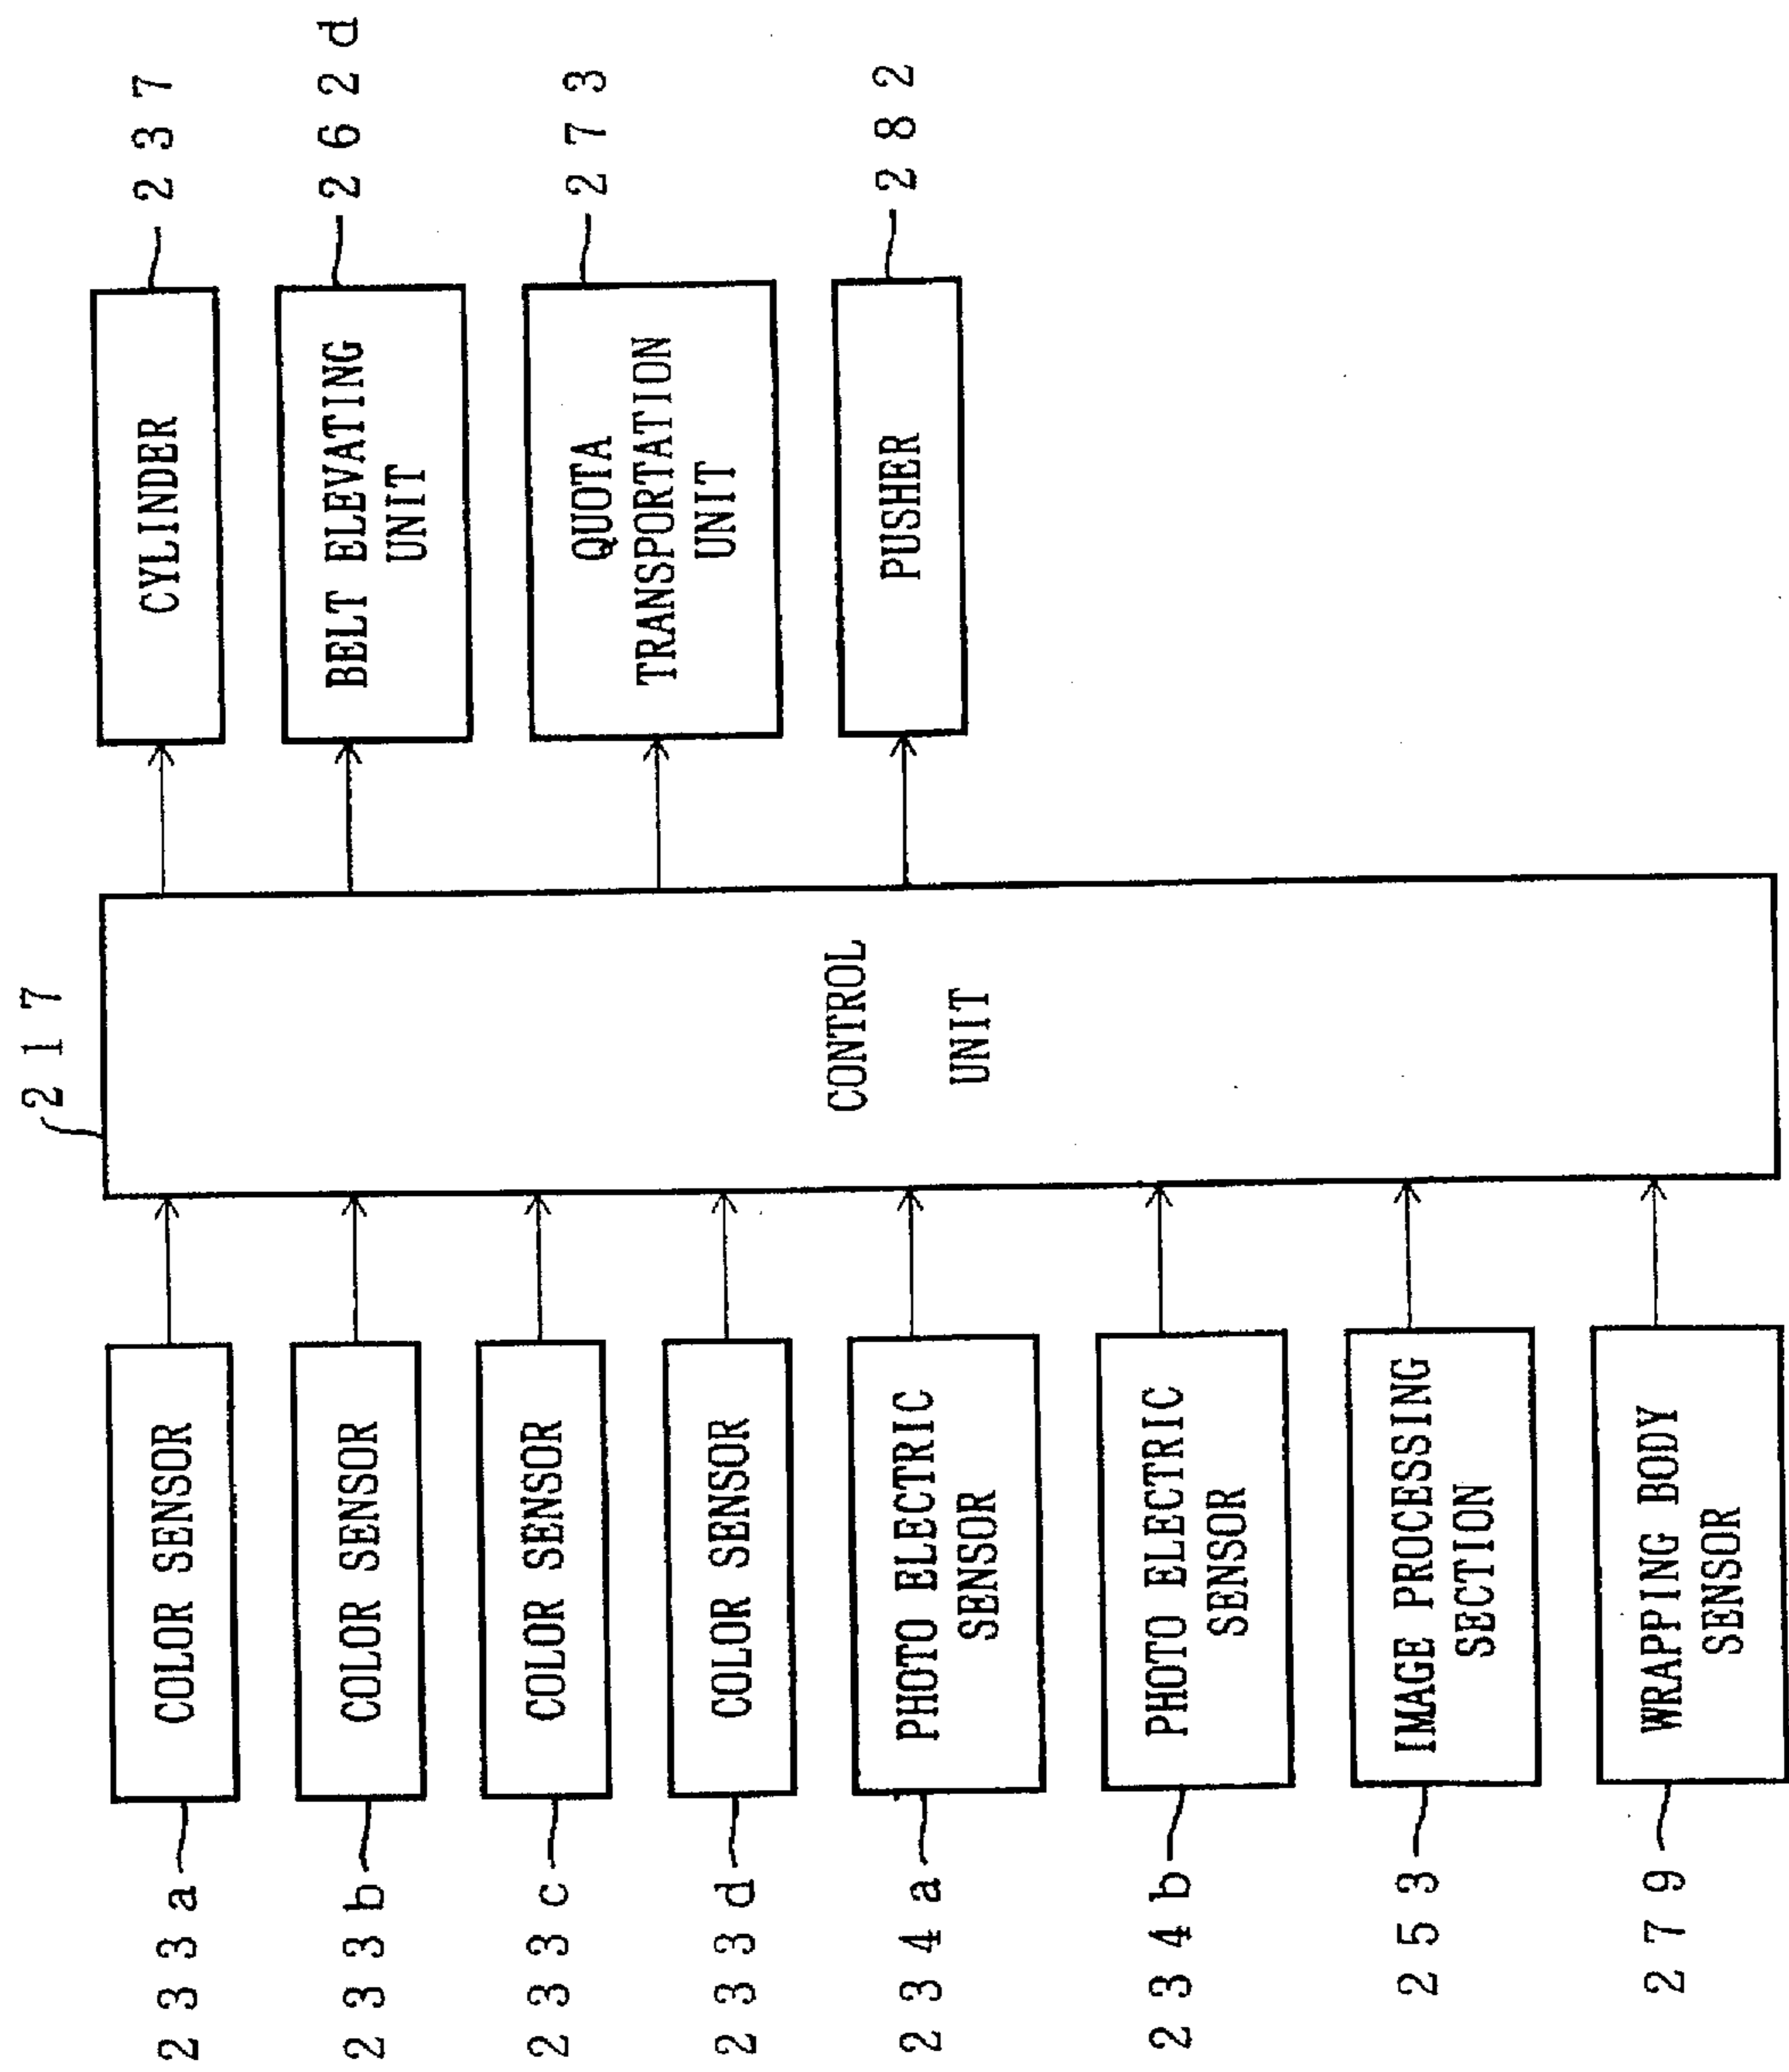 217
233a
COLOR SENSOR
233b
COLOR SENSOR
233c
COLOR SENSOR
233d
COLOR SENSOR
234a
PHOTO ELECTRIC
SENSOR
234b
PHOTO ELECTRIC
SENSOR
253
IMAGE PROCESSING
SECTION
279
WRAPPING BODY
SENSOR
CONTROL
UNIT
CYLINDER
237
BELT ELEVATING
UNIT
262d
QUOTA
TRANSPORTATION
UNIT
273
PUSHER
282